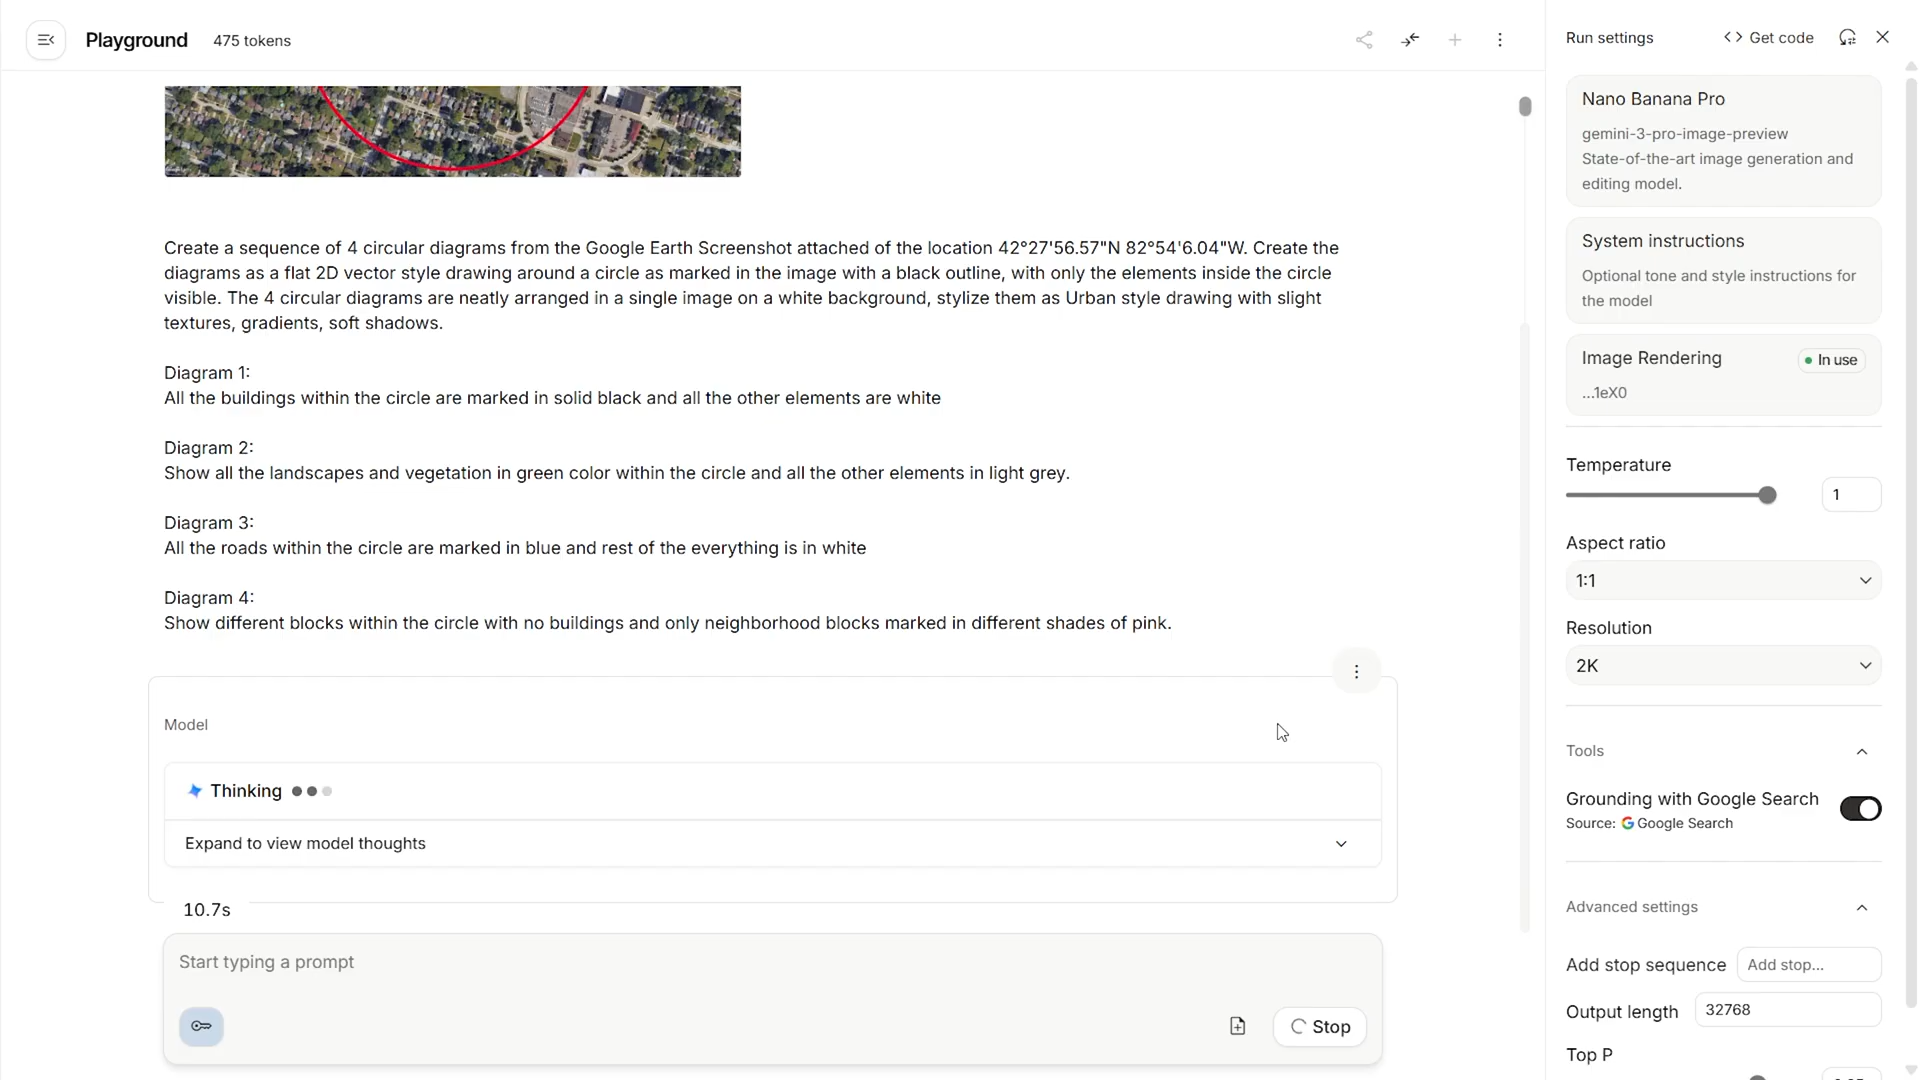 Playground
475 tokens
Create a sequence of 4 circular diagrams from the Google Earth Screenshot attached of the location 42°27'56.57"N 82°54'6.04"W. Create the
diagrams as a flat 2D vector style drawing around a circle as marked in the image with a black outline, with only the elements inside the circle
visible. The 4 circular diagrams are neatly arranged in a single image on a white background, stylize them as Urban style drawing with slight
textures, gradients, soft shadows.
Diagram 1:
All the buildings within the circle are marked in solid black and all the other elements are white
Diagram 2:
Show all the landscapes and vegetation in green color within the circle and all the other elements in light grey.
Diagram 3:
All the roads within the circle are marked in blue and rest of the everything is in white
Diagram 4:
Show different blocks within the circle with no buildings and only neighborhood blocks marked in different shades of pink.
Model
Thinking
Expand to view model thoughts
10.7s
Start typing a prompt
Stop
Run settings
Get code
Nano Banana Pro
gemini-3-pro-image-preview
State-of-the-art image generation and
editing model.
System instructions
Optional tone and style instructions for
the model
Image Rendering
In use
...1eX0
Temperature
1
Aspect ratio
1:1
Resolution
2K
Tools
Grounding with Google Search
Source: Google Search
Advanced settings
Add stop sequence
Add stop...
Output length
32768
Top P